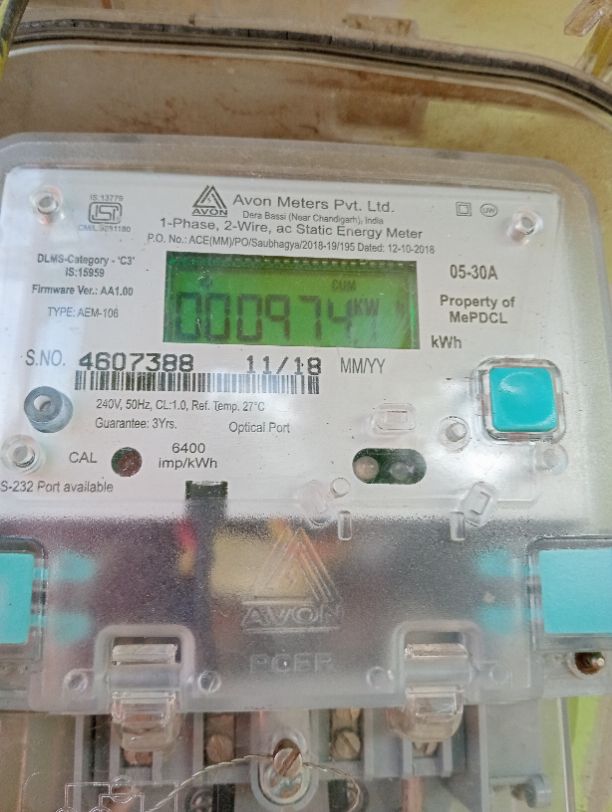 IS:13779
CM/L
Avon Meters Pvt. Ltd.
AVON
Dera Bassi (Near Chandigarh), India
1-Phase, 2-Wire, ac Static Energy Meter
P.O. No.: ACE(MM)/PO/Saubhagya/2018-19/195 Dated: 12-10-2018
DLMS-Category - 'C3'
IS:15959
Firmware Ver.: AA1.00
TYPE: AEM-106
CUM
000974 KW
05-30A
Property of
MePDCL
kWh
S.NO. 4607388 11/18 MM/YY
240V, 50Hz, CL:1.0, Ref. Temp. 27°C
Guarantee: 3Yrs. Optical Port
CAL 6400
imp/kWh
S-232 Port available
AVON